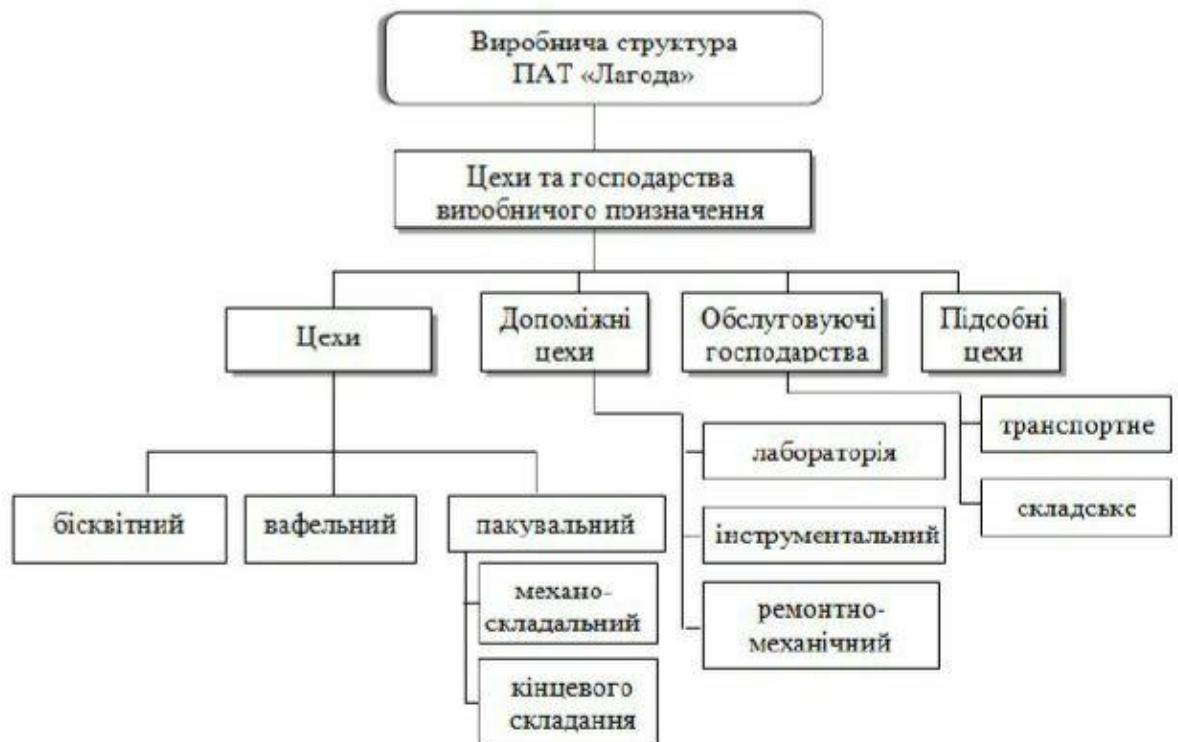 Виробнича структура
ПАТ «Лагода»
Цехи та господарства
виробничого призначення
Цехи
Допоміжні
цехи
Обслуговуючі
господарства
Підсобні
цехи
бісквітний
вафельний
пакувальний
механо-
складальний
кінцевого
складання
лабораторія
інструментальний
ремонтно-
механічний
транспортне
складське